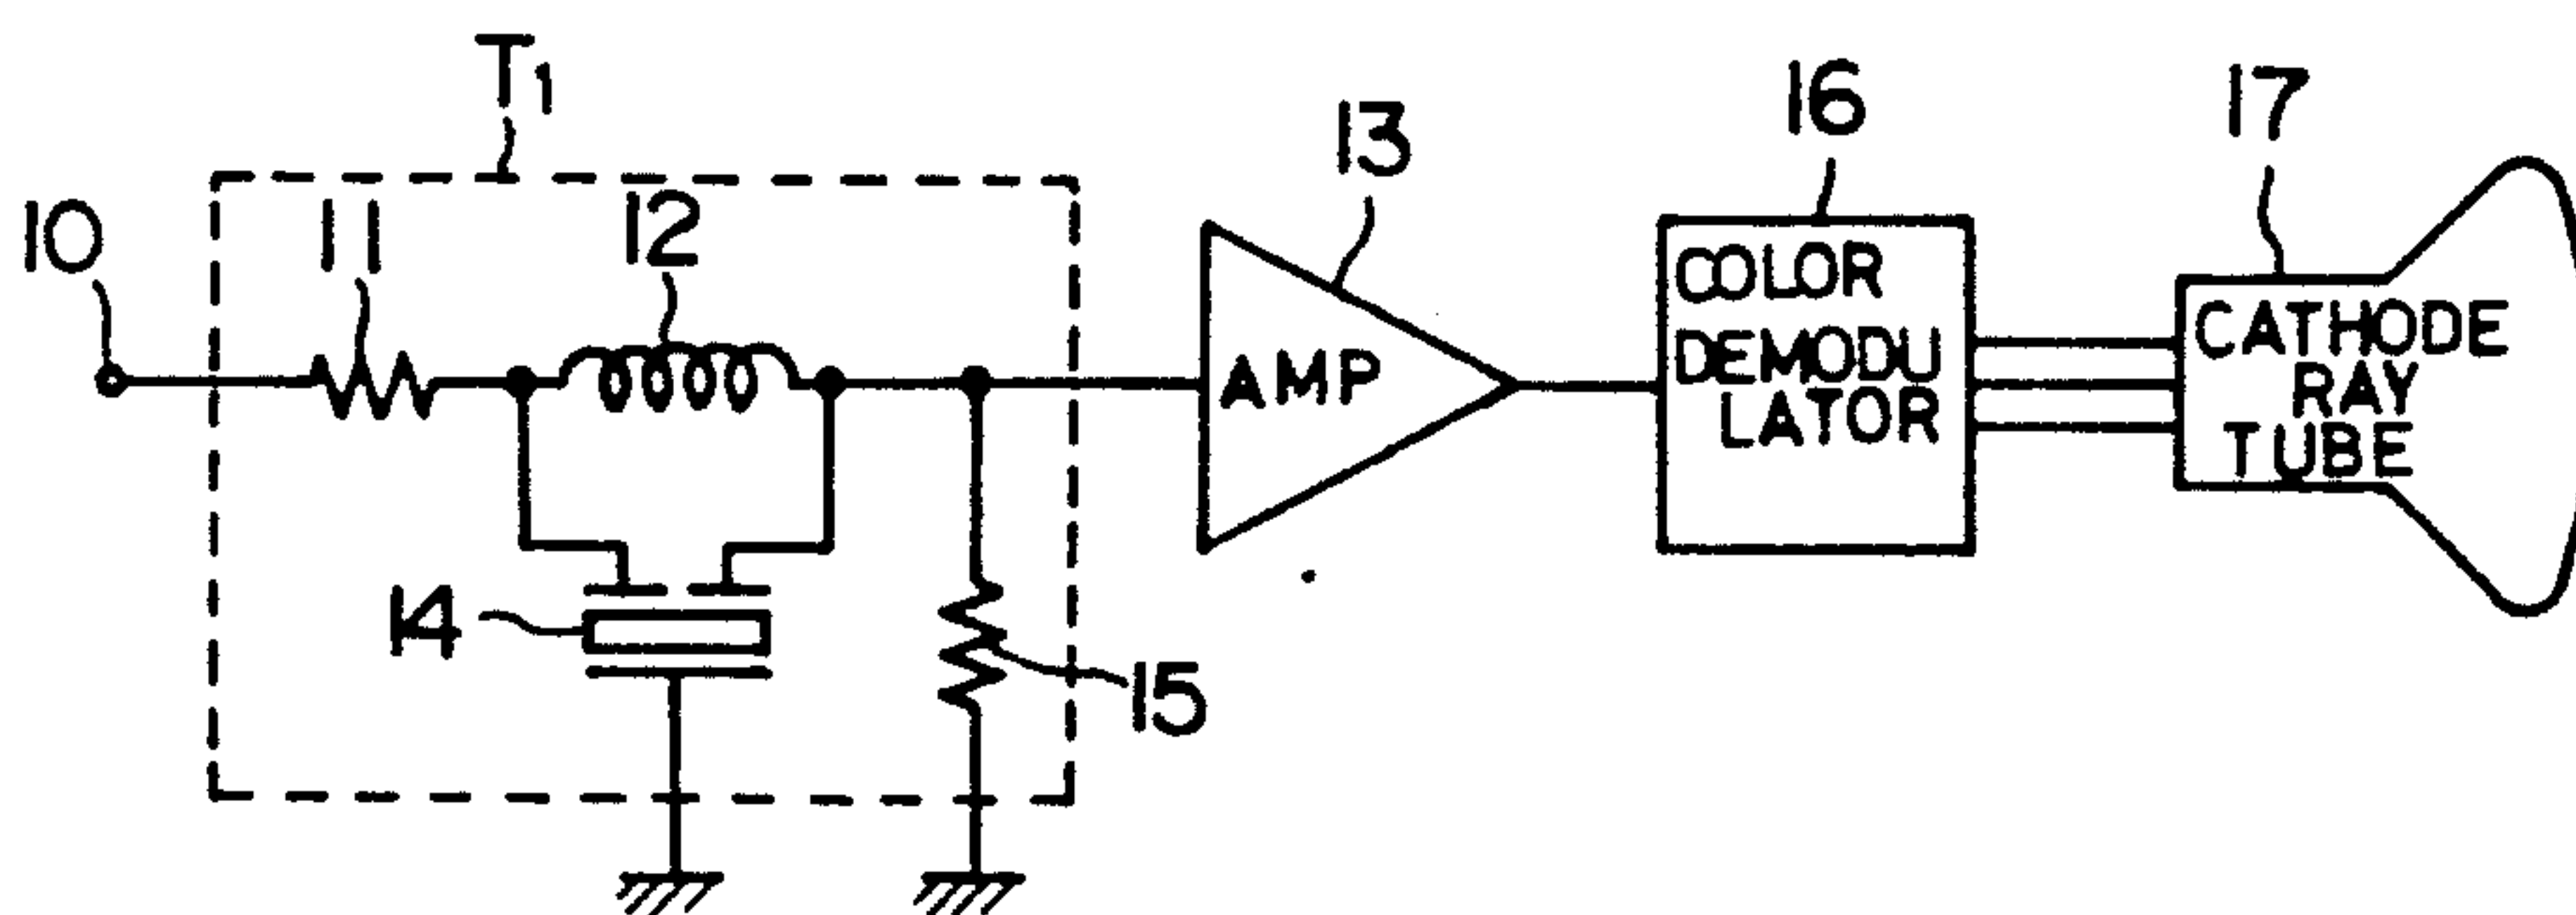 T1
10
11
12
13
AMP
14
15
16
COLOR
DEMODU
LATOR
17
CATHODE
RAY
TUBE